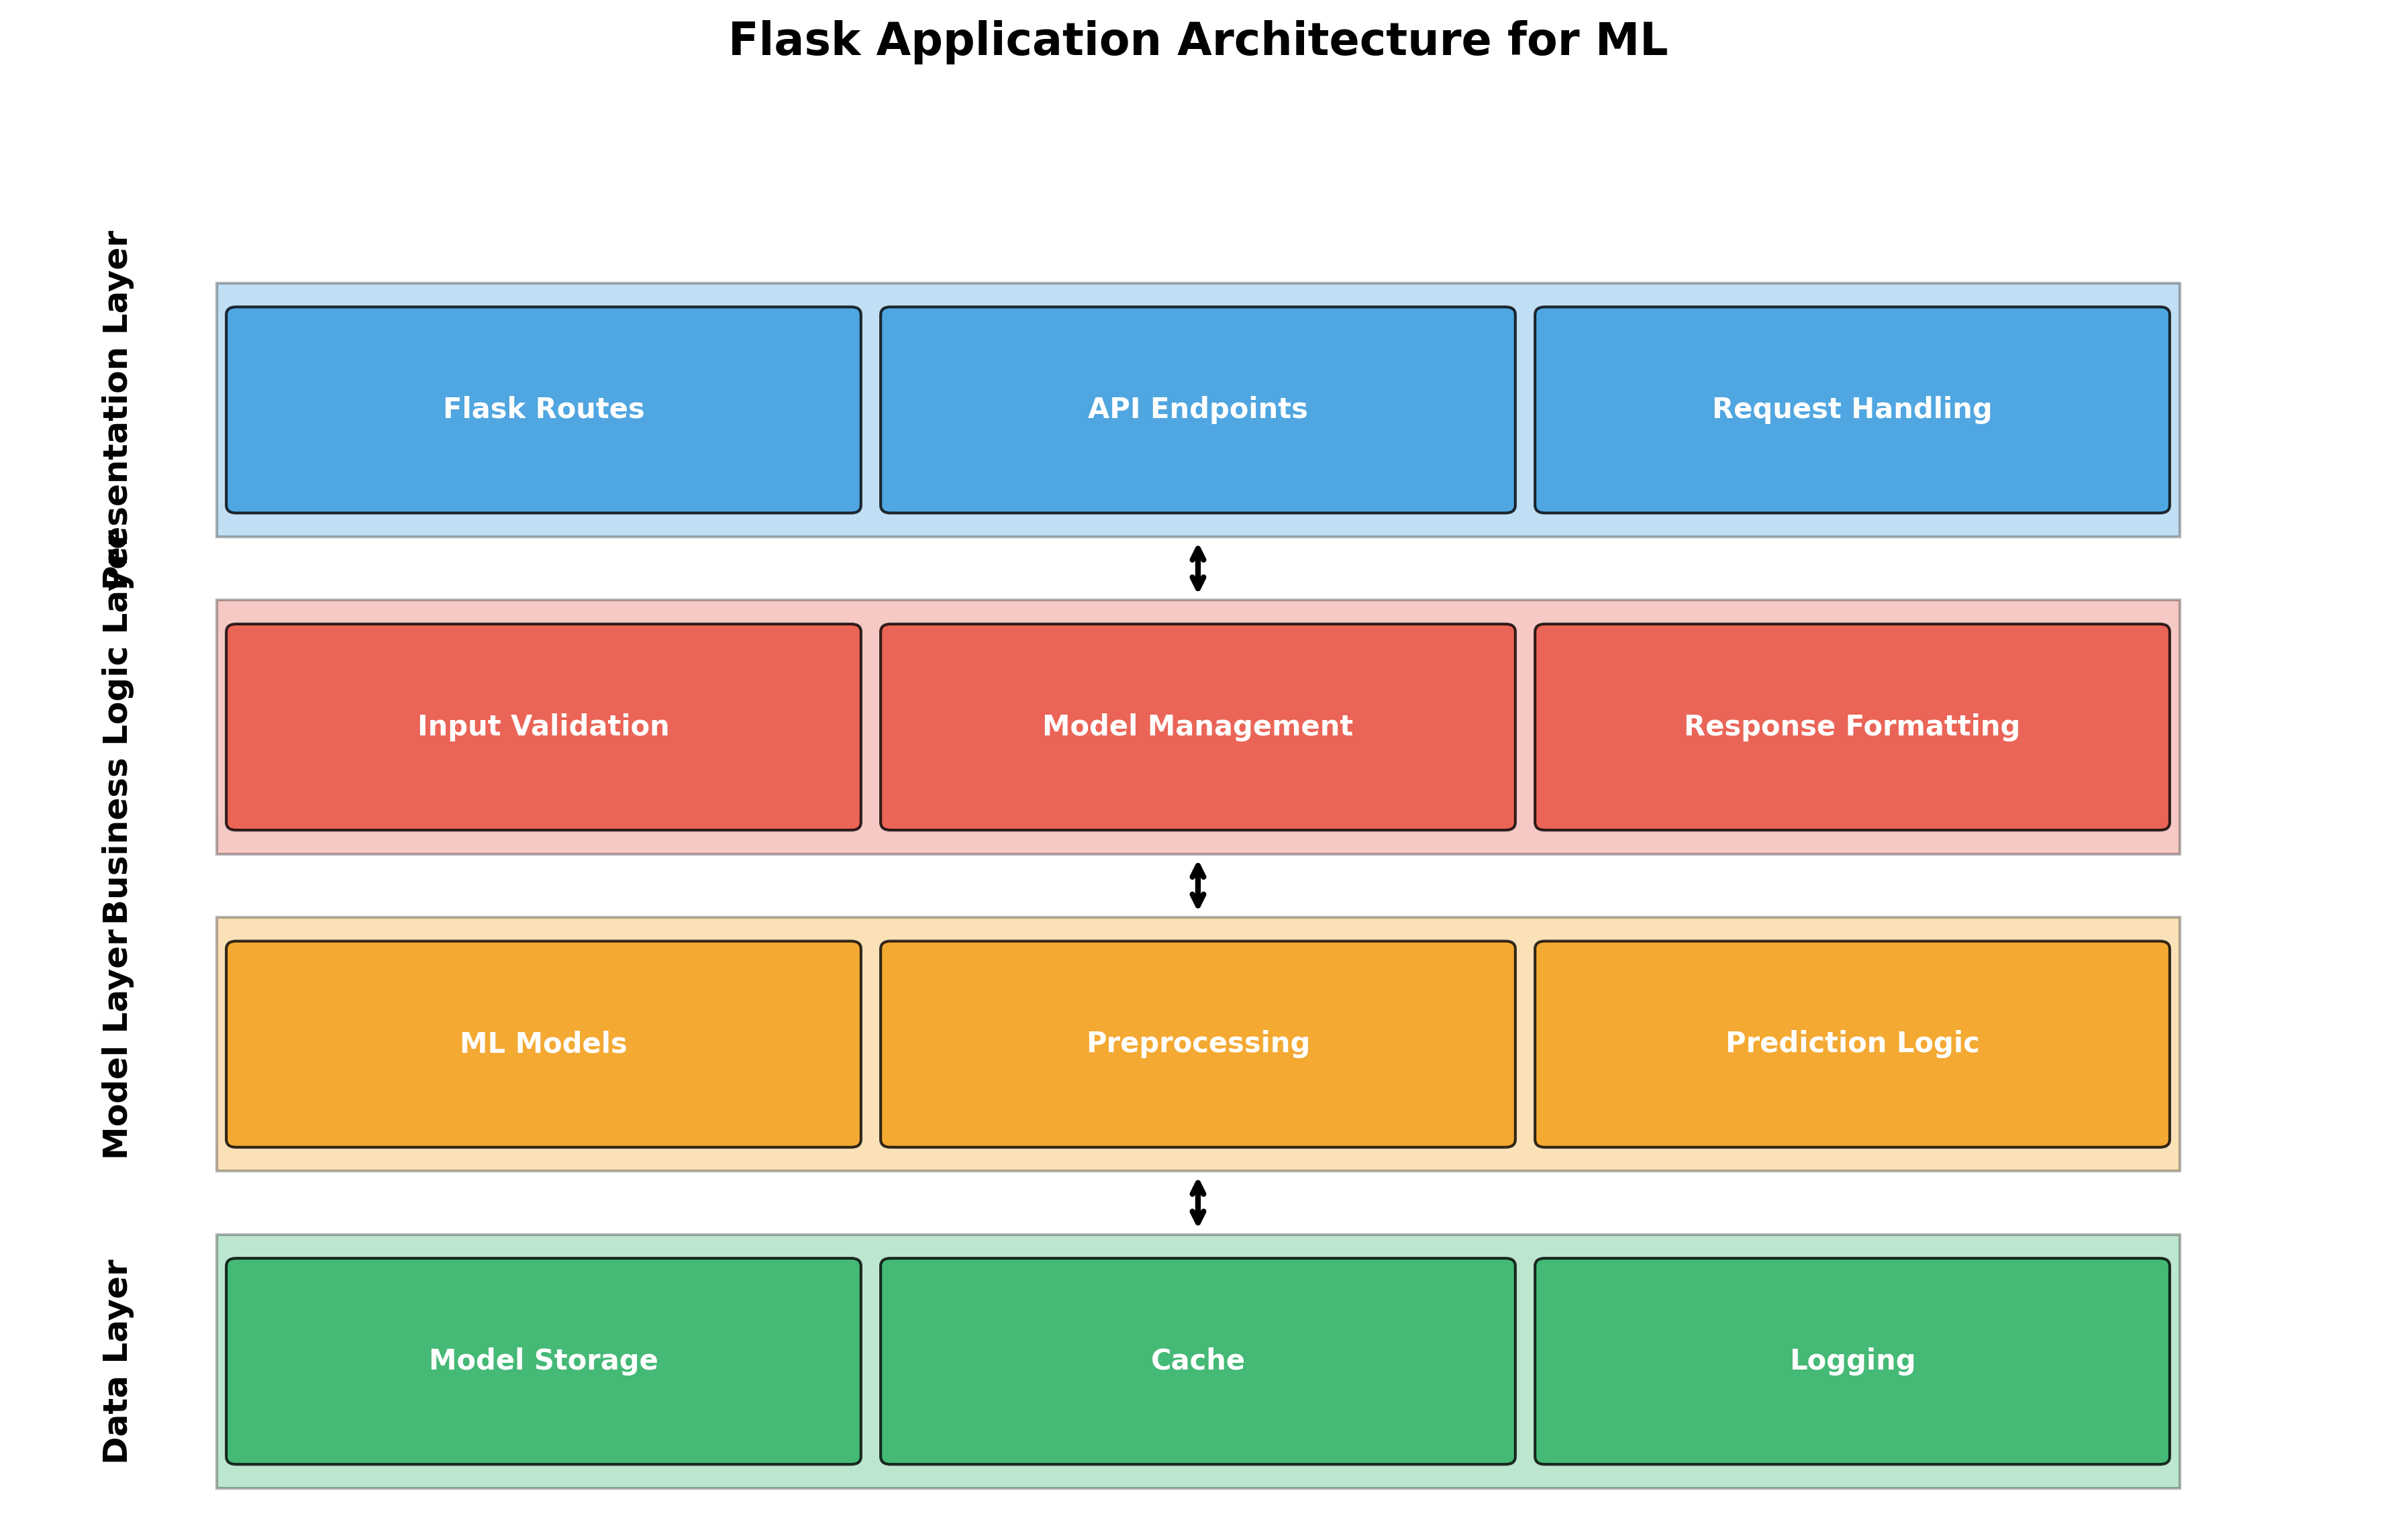 Flask Application Architecture for ML
Presentation Layer
Flask Routes
API Endpoints
Request Handling
Business Logic Layer
Input Validation
Model Management
Response Formatting
Model Layer
ML Models
Preprocessing
Prediction Logic
Data Layer
Model Storage
Cache
Logging